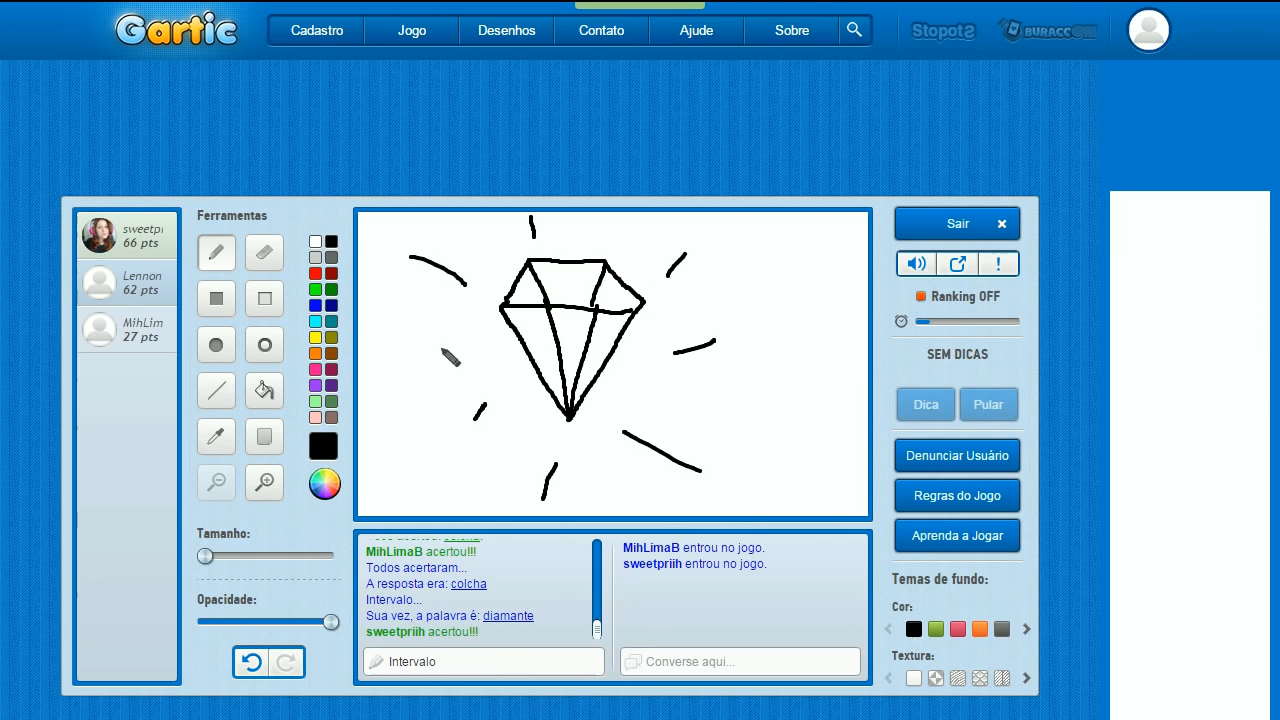 Gartic
Cadastro
Jogo
Desenhos
Contato
Ajude
Sobre
StopotS
BURACOON
sweetpi
66 pts
Lennon
62 pts
MihLim
27 pts
Ferramentas
Tamanho:
Opacidade:
MihLimaB acertou!!!
Todos acertaram...
A resposta era: colcha
Intervalo...
Sua vez, a palavra é: diamante
sweetpriih acertou!!!
Intervalo
MihLimaB entrou no jogo.
sweetpriih entrou no jogo.
Converse aqui...
Sair ×
!
Ranking OFF
SEM DICAS
Dica
Pular
Denunciar Usuário
Regras do Jogo
Aprenda a Jogar
Temas de fundo:
Cor:
Textura: